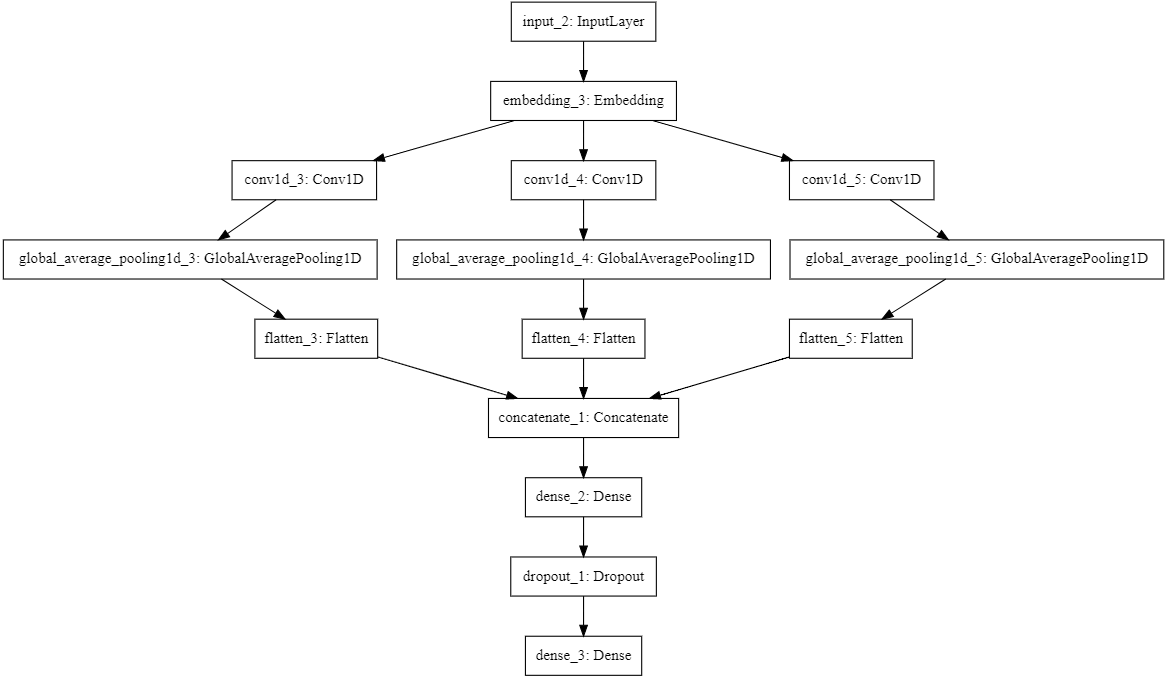 input_2: InputLayer
embedding_3: Embedding
conv1d_3: Conv1D
conv1d_4: Conv1D
conv1d_5: Conv1D
global_average_pooling1d_3: GlobalAveragePooling1D
global_average_pooling1d_4: GlobalAveragePooling1D
global_average_pooling1d_5: GlobalAveragePooling1D
flatten_3: Flatten
flatten_4: Flatten
flatten_5: Flatten
concatenate_1: Concatenate
dense_2: Dense
dropout_1: Dropout
dense_3: Dense